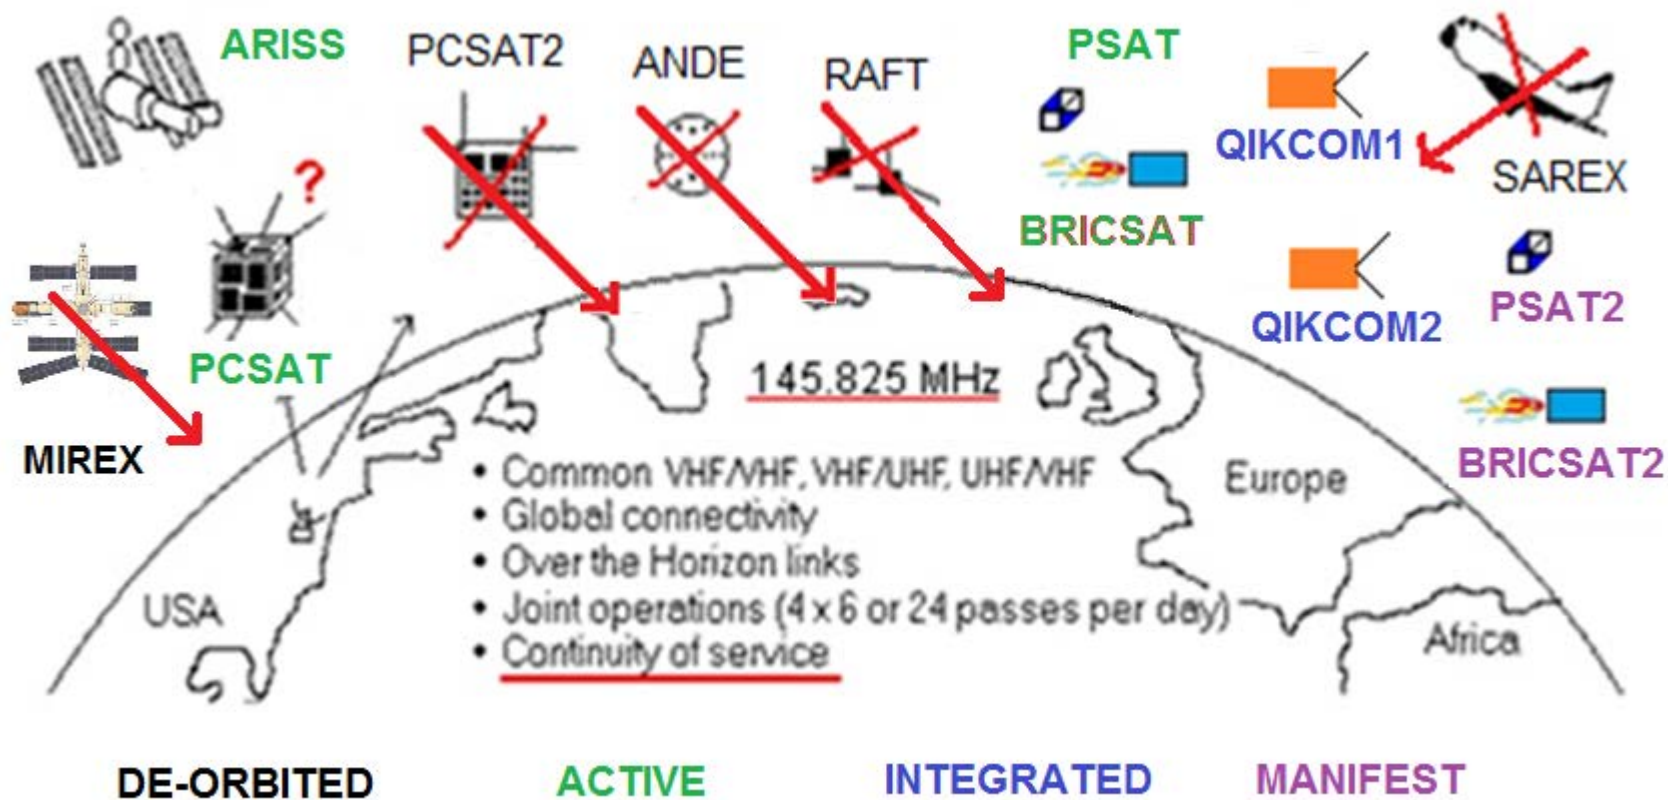 ARISS
PCSAT2
ANDE
RAFT
PSAT
QIKCOM1
SAREX
?
BRICSAT
PSAT2
QIKCOM2
PCSAT
145.825 MHz
BRICSAT2
MIREX
• Common VHF/VHF, VHF/UHF, UHF/VHF
• Global connectivity
• Over the Horizon links
• Joint operations (4 x 6 or 24 passes per day)
• Continuity of service
Europe
USA
Africa
DE-ORBITED ACTIVE INTEGRATED MANIFEST